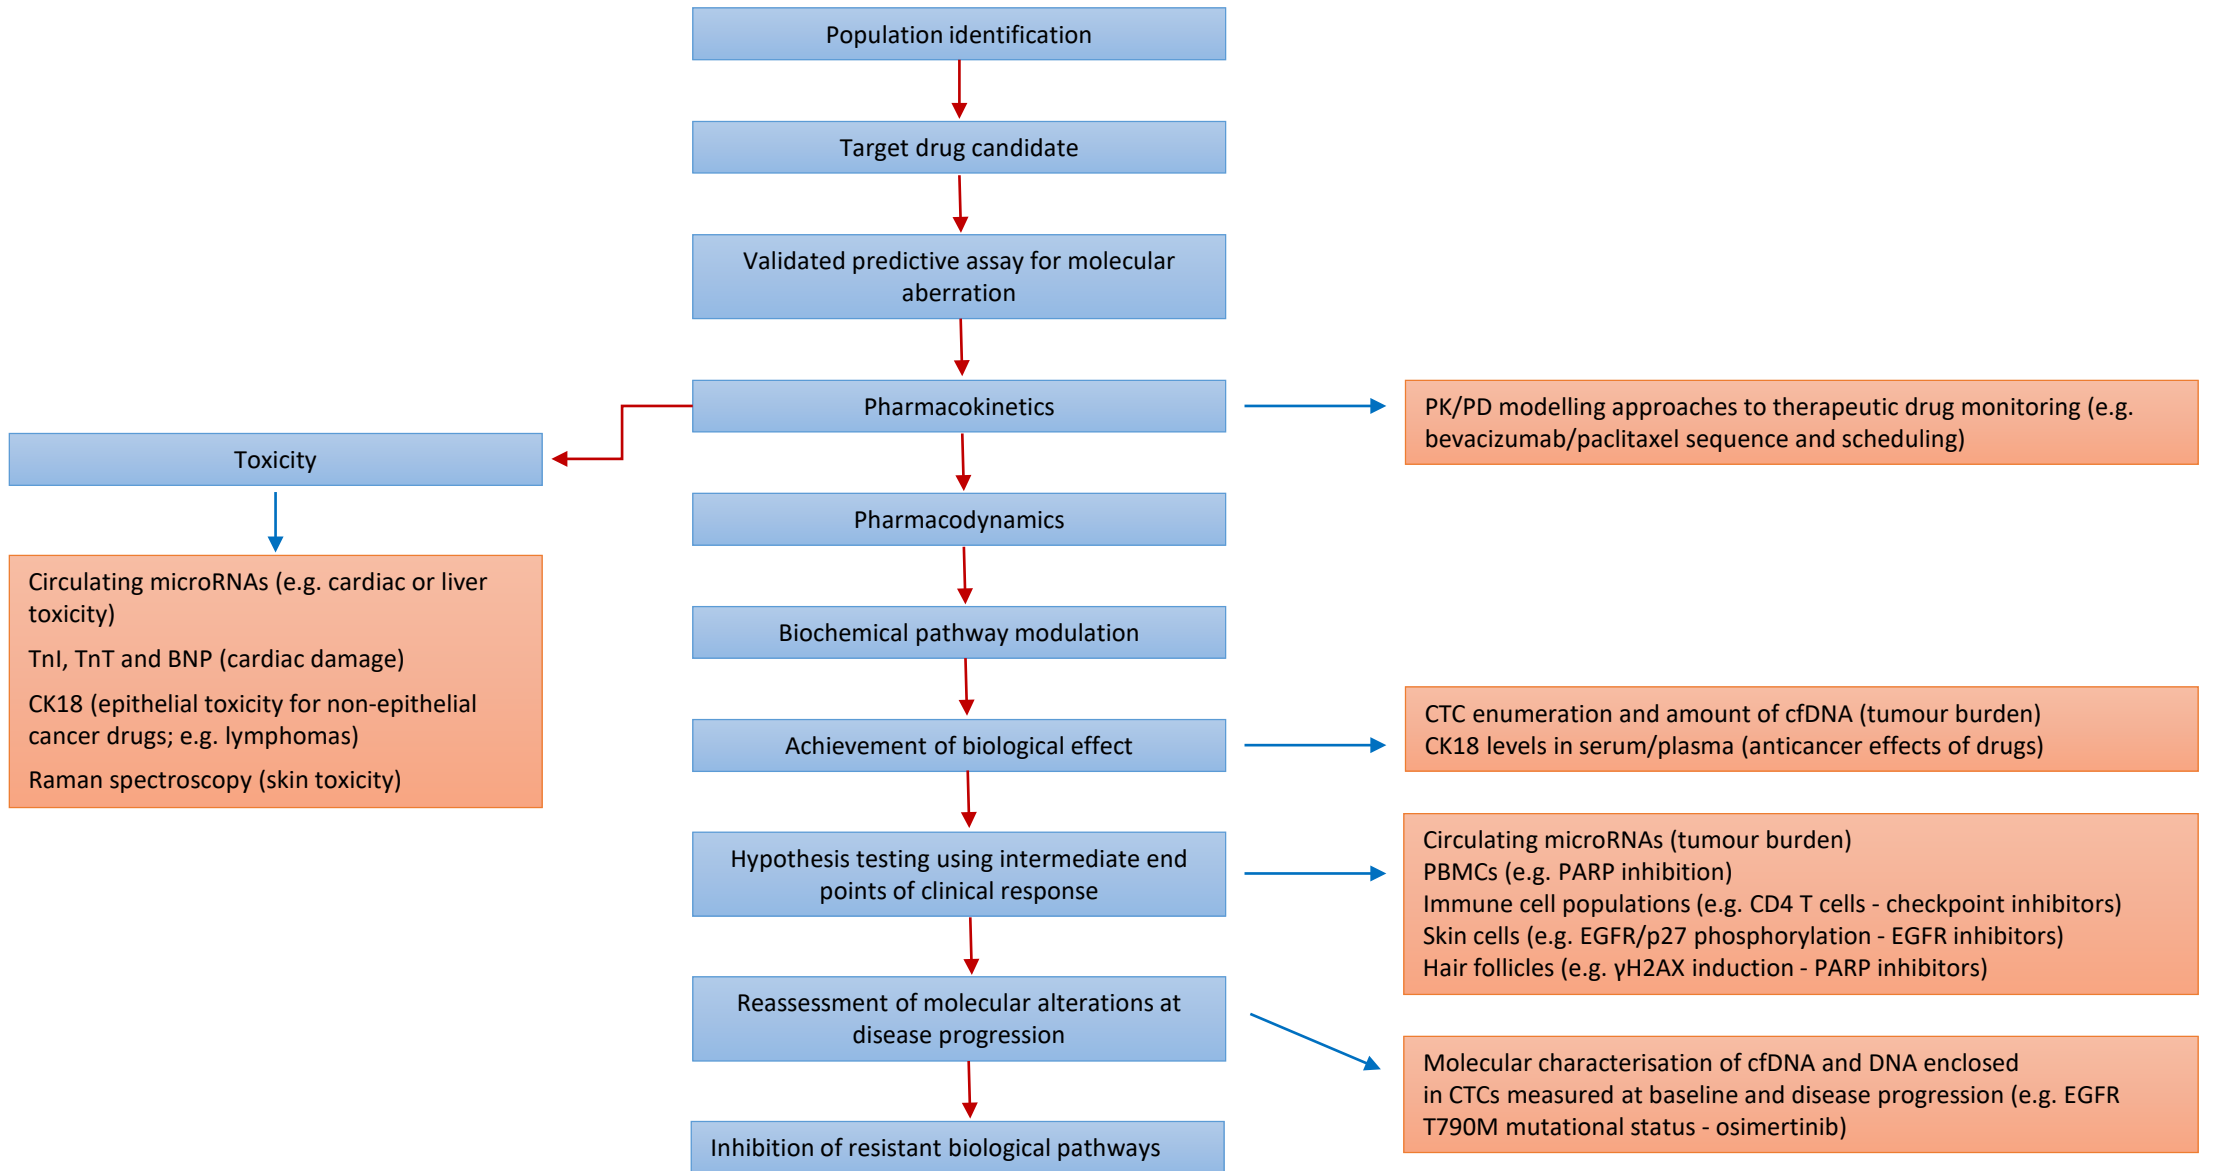 Population identification
Target drug candidate
Validated predictive assay for molecular
aberration
Pharmacokinetics
PK/PD modelling approaches to therapeutic drug monitoring (e.g.
bevacizumab/paclitaxel sequence and scheduling)
Toxicity
Circulating microRNAs (e.g. cardiac or liver
toxicity)
TnI, TnT and BNP (cardiac damage)
CK18 (epithelial toxicity for non-epithelial
cancer drugs; e.g. lymphomas)
Raman spectroscopy (skin toxicity)
Pharmacodynamics
Biochemical pathway modulation
Achievement of biological effect
CTC enumeration and amount of cfDNA (tumour burden)
CK18 levels in serum/plasma (anticancer effects of drugs)
Hypothesis testing using intermediate end
points of clinical response
Circulating microRNAs (tumour burden)
PBMCs (e.g. PARP inhibition)
Immune cell populations (e.g. CD4 T cells - checkpoint inhibitors)
Skin cells (e.g. EGFR/p27 phosphorylation - EGFR inhibitors)
Hair follicles (e.g. γH2AX induction - PARP inhibitors)
Reassessment of molecular alterations at
disease progression
Molecular characterisation of cfDNA and DNA enclosed
in CTCs measured at baseline and disease progression (e.g. EGFR
T790M mutational status - osimertinib)
Inhibition of resistant biological pathways